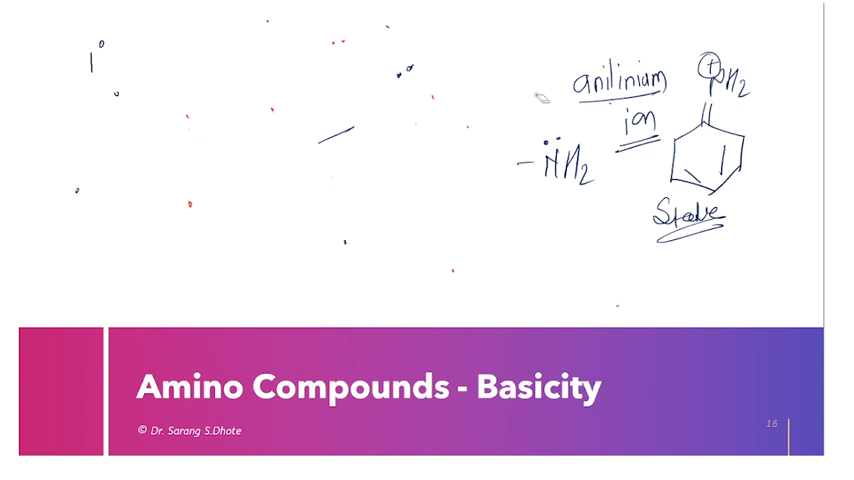 anilinium
ion
⊕
NH2
–N̈H2
Stable
Amino Compounds - Basicity
© Dr. Sarang S.Dhote
16